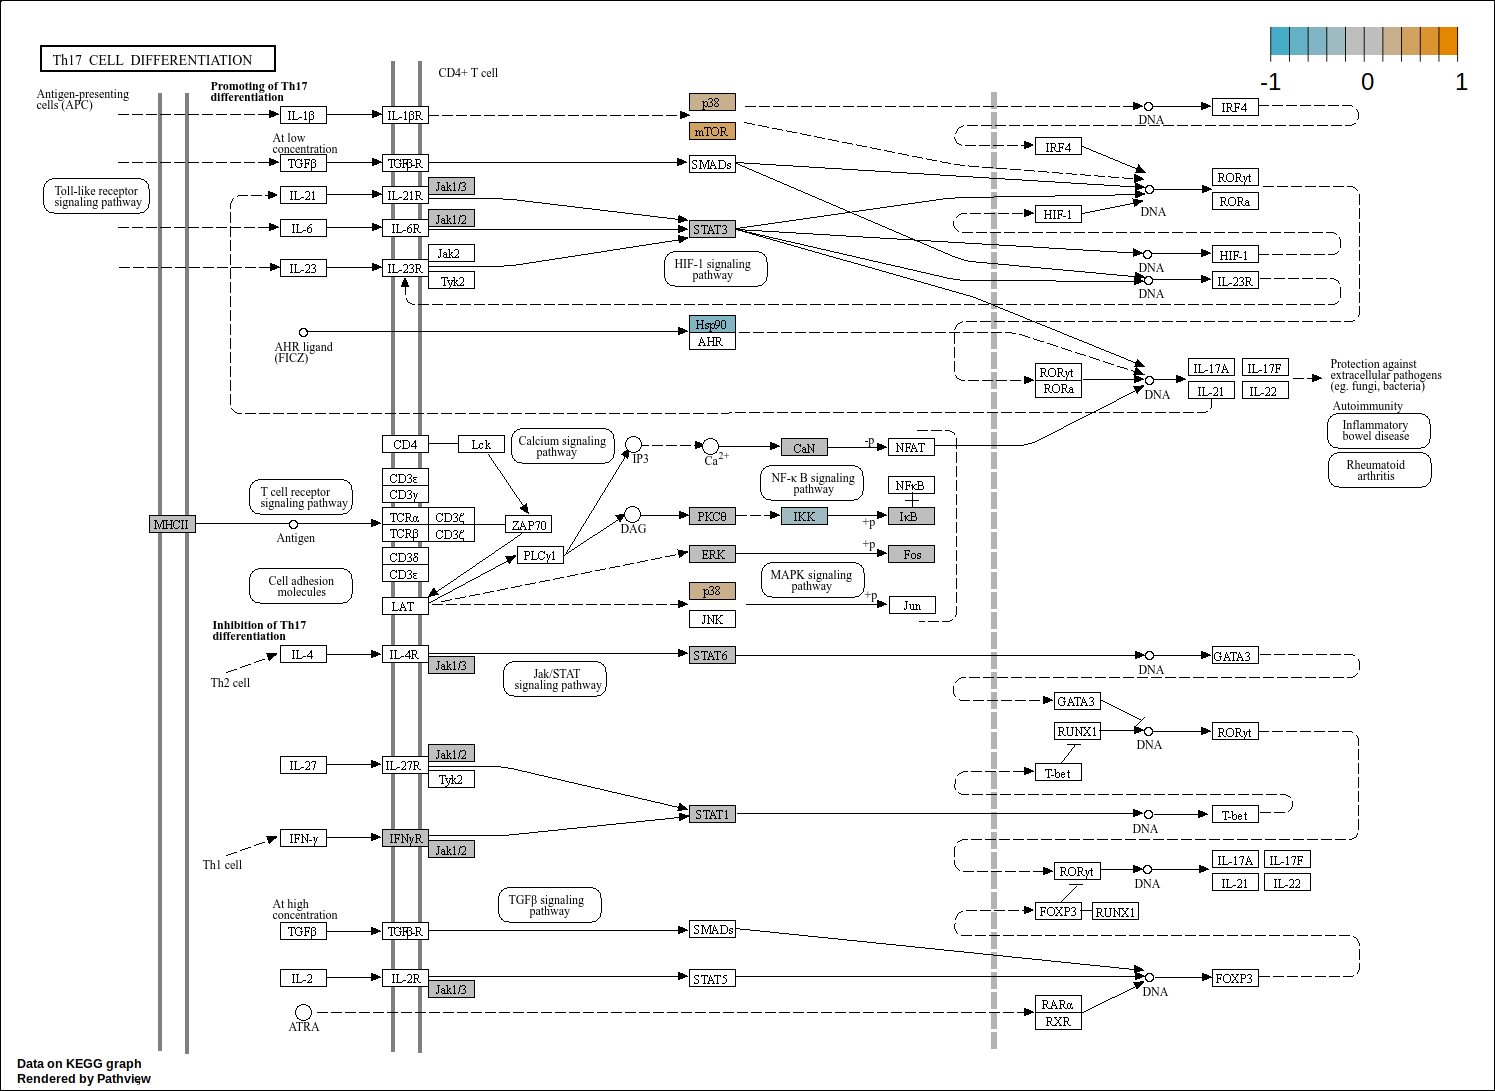 Th17 CELL DIFFERENTIATION
-1 0 1
CD4+ T cell
Antigen-presenting
cells (APC)
Promoting of Th17
differentiation
IL-1β
IL-1βR
p38
mTOR
DNA
IRF4
IRF4
At low
concentration
TGFβ
TGFβ-R
SMADs
Toll-like receptor
signaling pathway
IL-21
IL-21R
Jak1/3
IL-6
IL-6R
Jak1/2
STAT3
IL-23
IL-23R
Jak2
Tyk2
HIF-1 signaling
pathway
HIF-1
DNA
RORγt
RORa
DNA
HIF-1
DNA
IL-23R
AHR ligand
(FICZ)
Hsp90
AHR
RORγt
RORa
DNA
IL-17A
IL-17F
IL-21
IL-22
Protection against
extracellular pathogens
(eg. fungi, bacteria)
Autoimmunity
Inflammatory
bowel disease
Rheumatoid
arthritis
CD4
Lck
Calcium signaling
pathway
IP3
Ca2+
CaN
-p
NFAT
CD3ε
CD3γ
T cell receptor
signaling pathway
NF-κ B signaling
pathway
NFκB
MHCII
Antigen
TCRα
CD3ζ
TCRβ
CD3ζ
ZAP70
DAG
PKCθ
IKK
+p
IκB
CD3δ
CD3ε
PLCγ1
ERK
+p
Fos
Cell adhesion
molecules
LAT
p38
JNK
MAPK signaling
pathway
+p
Jun
Inhibition of Th17
differentiation
IL-4
Th2 cell
IL-4R
Jak1/3
Jak/STAT
signaling pathway
STAT6
DNA
GATA3
GATA3
RUNX1
DNA
RORγt
T-bet
IL-27
IL-27R
Jak1/2
Tyk2
STAT1
DNA
T-bet
IFN-γ
Th1 cell
IFNγR
Jak1/2
RORγt
DNA
IL-17A
IL-17F
IL-21
IL-22
FOXP3
RUNX1
At high
concentration
TGFβ
TGFβ-R
TGFβ signaling
pathway
SMADs
IL-2
IL-2R
Jak1/3
STAT5
DNA
FOXP3
ATRA
RARα
RXR
Data on KEGG graph
Rendered by Pathview